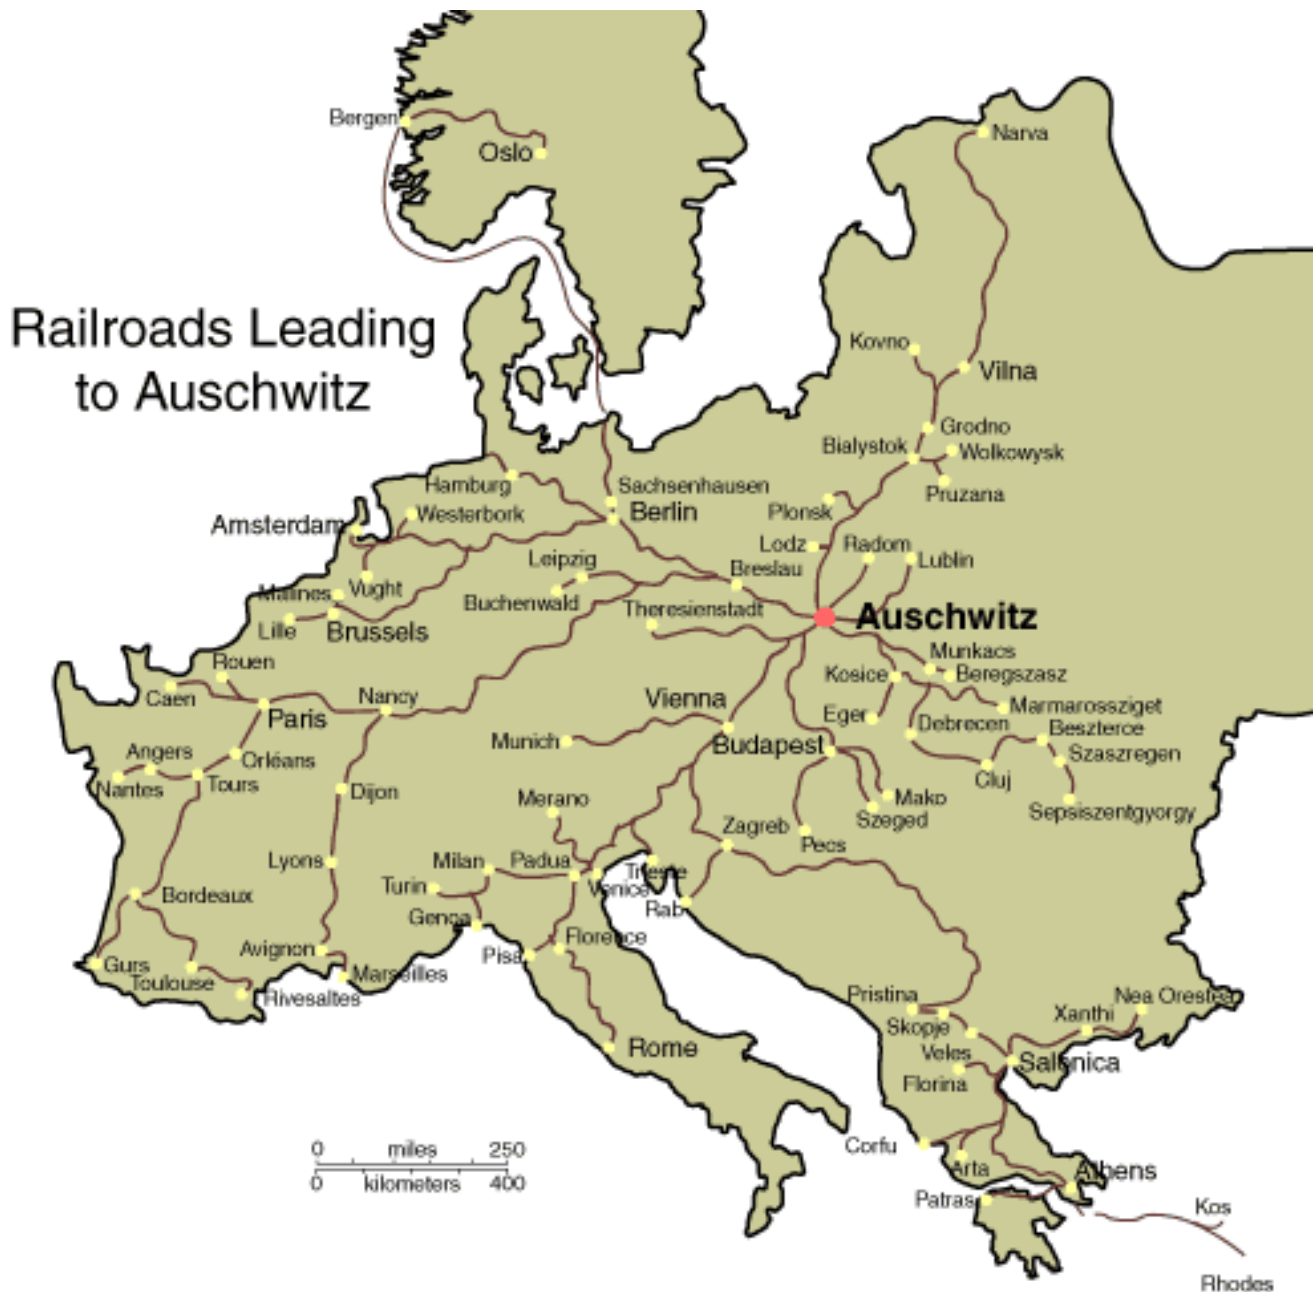 Bergen
Oslo
Narva
Railroads Leading
to Auschwitz
Kovno
Vilna
Grodno
Bialystok
Wolkowysk
Pruzana
Hamburg
Sachsenhausen
Plonsk
Westerbork
Berlin
Amsterdam
Lodz
Radom
Lublin
Leipzig
Breslau
Malines
Vught
Buchenwald
Theresienstadt
Auschwitz
Lille
Brussels
Rouen
Munkacs
Kosice
Beregszasz
Caen
Nancy
Vienna
Marmarossziget
Paris
Eger
Debrecen
Beszterce
Munich
Budapest
Angers
Orléans
Szaszregen
Nantes
Tours
Cluj
Dijon
Merano
Mako
Szeged
Sepsiszentgyorgy
Zagreb
Pecs
Lyons
Milan
Padua
Trieste
Turin
Venice
Bordeaux
Rab
Genoa
Florence
Avignon
Pisa
Gurs
Toulouse
Marseilles
Rivesaltes
Pristina
Nea Orestea
Skopje
Xanthi
Rome
Veles
Salonica
Florina
0 miles 250
0 kilometers 400
Corfu
Arta
Athens
Patras
Kos
Rhodes